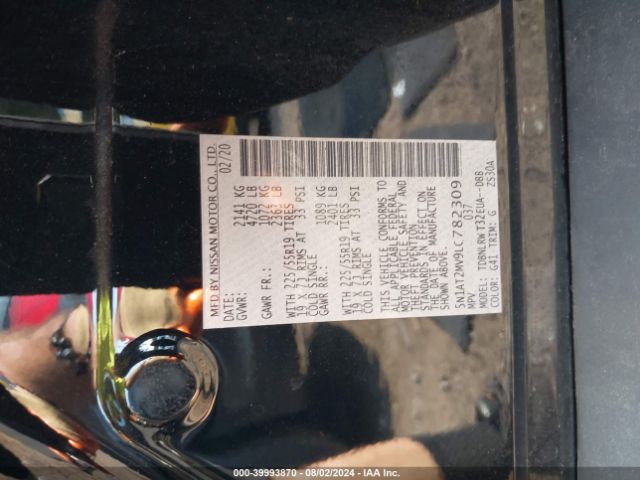 MFD BY NISSAN MOTOR CO., LTD.
DATE: 02/20
GVWR: 2141 KG
4720 LB
GAWR FR.: 1072 KG
2363 LB
WITH 225/55R19 TIRES
19 X 7J RIMS AT 33 PSI
COLD SINGLE
GAWR RR.: 1089 KG
2401 LB
WITH 225/55R19 TIRES
19 X 7J RIMS AT 33 PSI
COLD SINGLE
THIS VEHICLE CONFORMS TO
ALL APPLICABLE FEDERAL
MOTOR VEHICLE SAFETY AND
THEFT PREVENTION
STANDARDS IN EFFECT ON
THE DATE OF MANUFACTURE
SHOWN ABOVE.
5N1AT2MV9LC782309
MPV 037
MODEL: TDBNLRWT32EUA--DBB
COLOR: G41 TRIM: G ZS30A
000-39993870 - 08/02/2024 - IAA Inc.